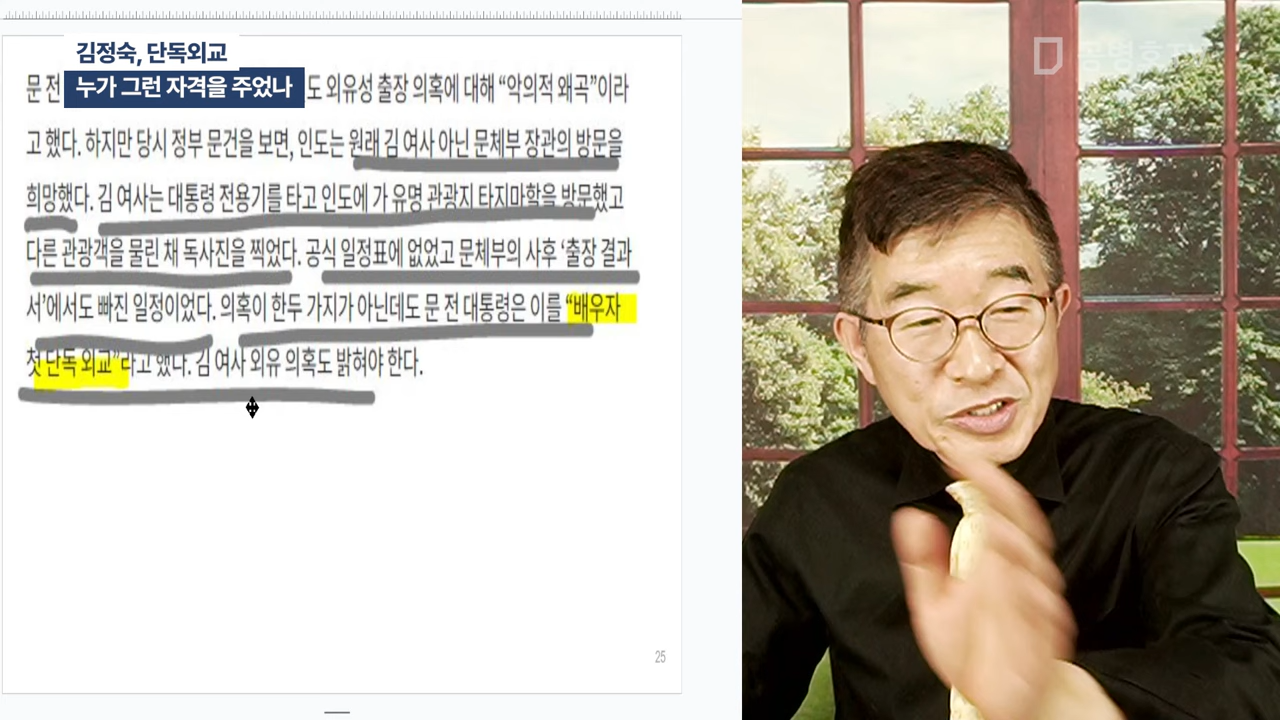 김정숙, 단독외교
누가 그런 자격을 주었나
문 전 도 외유성 출장 의혹에 대해 “악의적 왜곡”이라
고 했다. 하지만 당시 정부 문건을 보면, 인도는 원래 김 여사 아닌 문체부 장관의 방문을
희망했다. 김 여사는 대통령 전용기를 타고 인도에 가 유명 관광지 타지마할을 방문했고
다른 관광객을 물린 채 독사진을 찍었다. 공식 일정표에 없었고 문체부의 사후 ‘출장 결과
서’에서도 빠진 일정이었다. 의혹이 한두 가지가 아닌데도 문 전 대통령은 이를 “배우자
첫 단독 외교”라고 했다. 김 여사 외유 의혹도 밝혀야 한다.
25
공병호